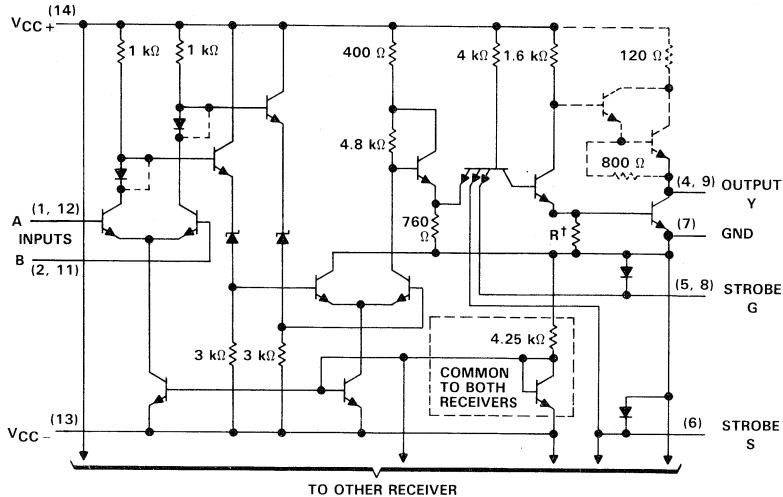 VCC+ (14)
1 kΩ
1 kΩ
400 Ω
4 kΩ
1.6 kΩ
120 Ω
4.8 kΩ
800 Ω
(4, 9) OUTPUT
Y
A (1, 12)
INPUTS
B (2, 11)
760
Ω
R†
(7) GND
(5, 8) STROBE
G
3 kΩ
3 kΩ
4.25 kΩ
COMMON
TO BOTH
RECEIVERS
VCC− (13)
(6) STROBE
S
TO OTHER RECEIVER